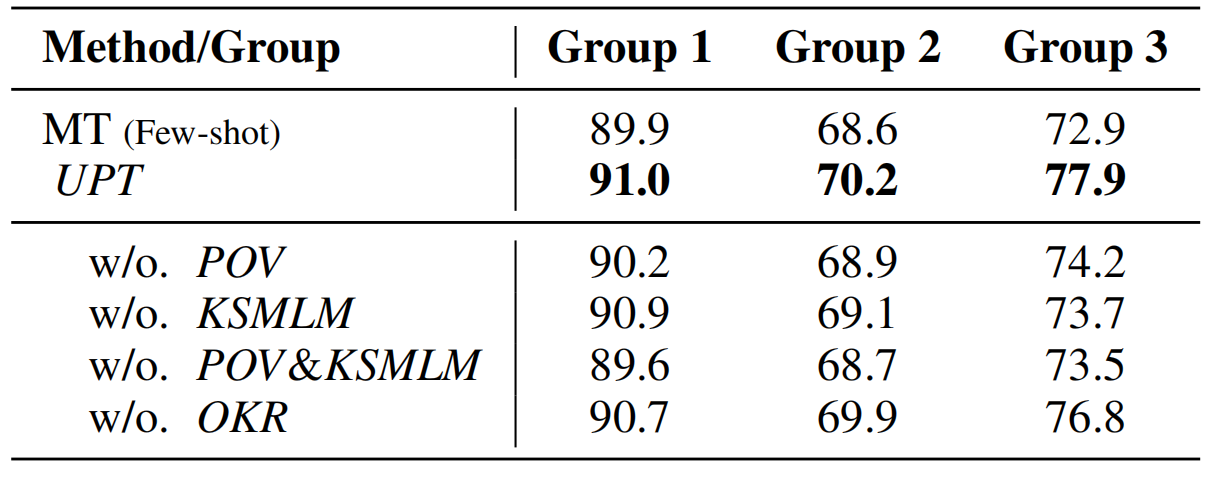 Method/Group Group 1 Group 2 Group 3
MT (Few-shot) 89.9 68.6 72.9
UPT 91.0 70.2 77.9
w/o. POV 90.2 68.9 74.2
w/o. KSMLM 90.9 69.1 73.7
w/o. POV&KSMLM 89.6 68.7 73.5
w/o. OKR 90.7 69.9 76.8